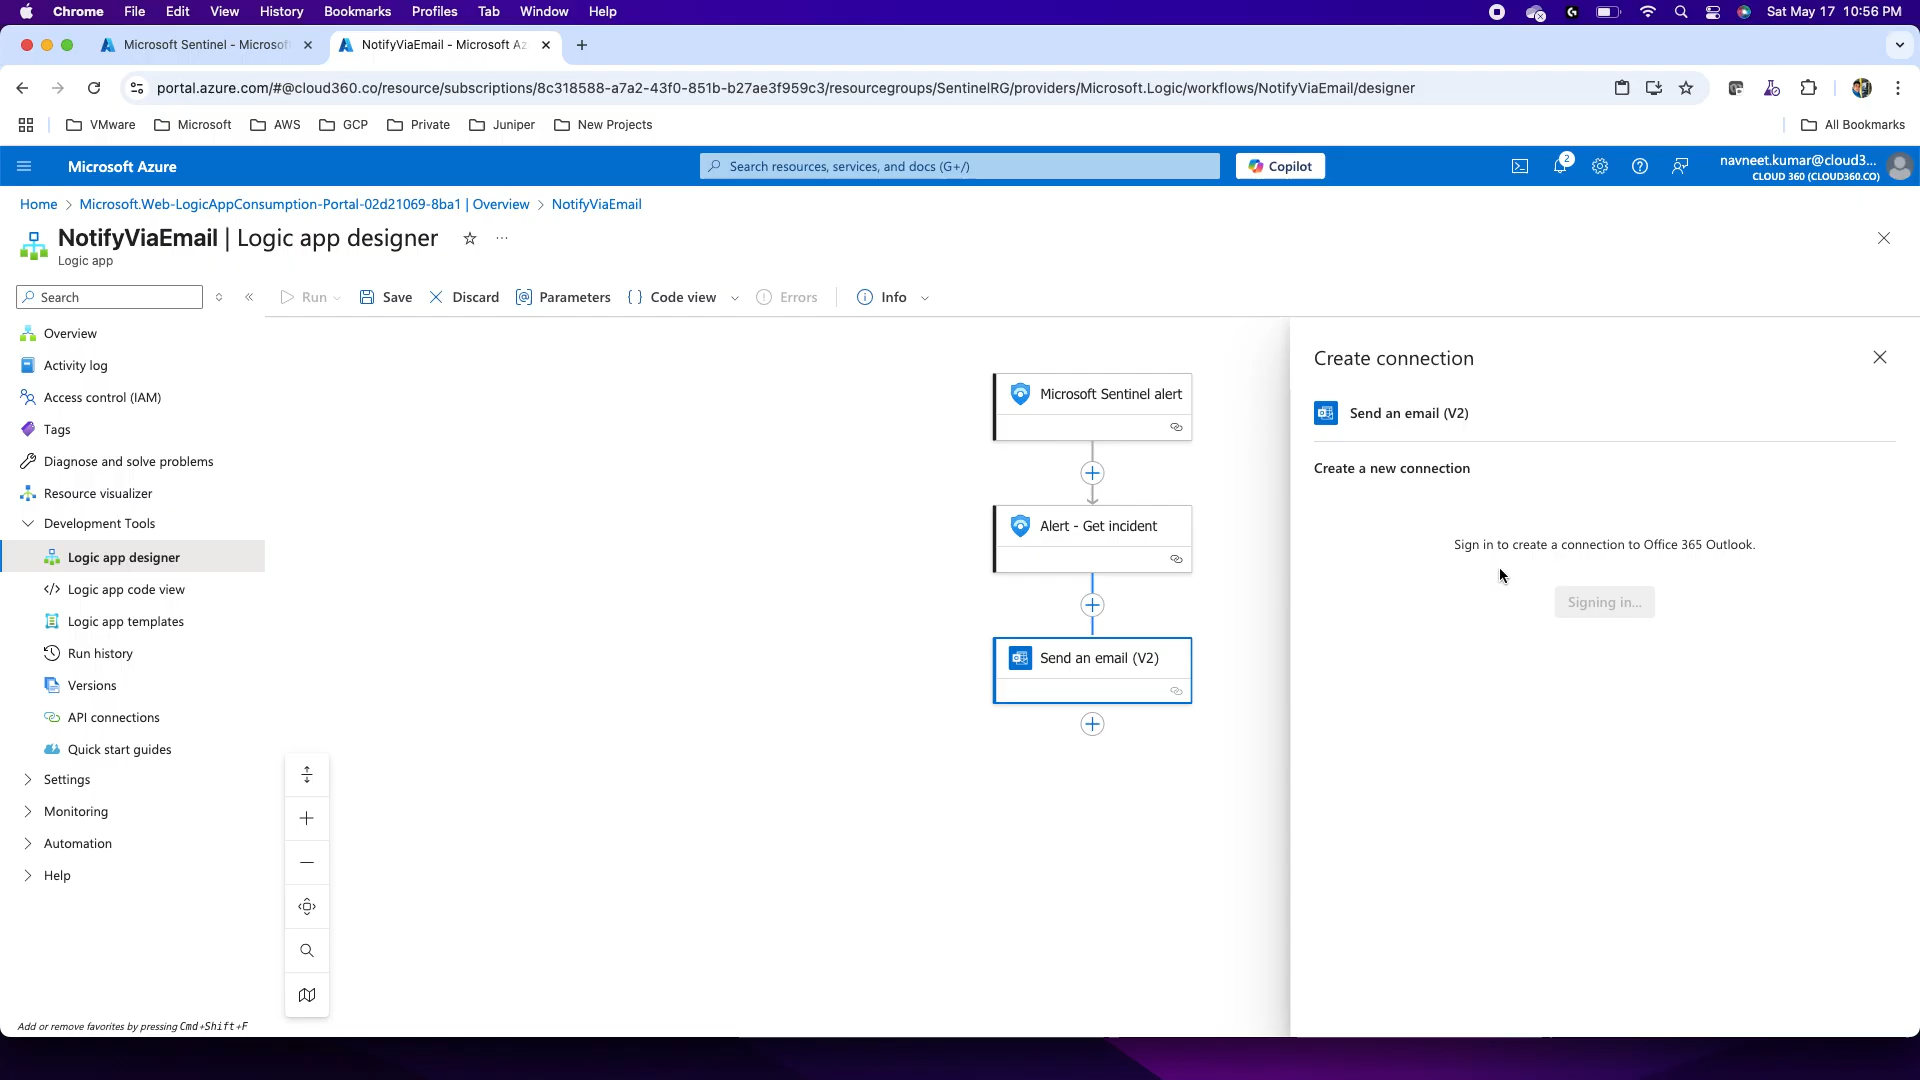 Chrome File Edit View History Bookmarks Profiles Tab Window Help Sat May 17 10:56 PM
Microsoft Sentinel - Microsof NotifyViaEmail - Microsoft Az
portal.azure.com/#@cloud360.co/resource/subscriptions/8c318588-a7a2-43f0-851b-b27ae3f959c3/resourcegroups/SentinelRG/providers/Microsoft.Logic/workflows/NotifyViaEmail/designer
VMware Microsoft AWS GCP Private Juniper New Projects All Bookmarks
Microsoft Azure Search resources, services, and docs (G+/) Copilot 2 navneet.kumar@cloud3...
CLOUD 360 (CLOUD360.CO)
Home > Microsoft.Web-LogicAppConsumption-Portal-02d21069-8ba1 | Overview > NotifyViaEmail
NotifyViaEmail | Logic app designer
Logic app
Search Run Save Discard Parameters Code view Errors Info
Overview
Activity log
Access control (IAM)
Tags
Diagnose and solve problems
Resource visualizer
Development Tools
Logic app designer
Logic app code view
Logic app templates
Run history
Versions
API connections
Quick start guides
Settings
Monitoring
Automation
Help
Add or remove favorites by pressing Cmd+Shift+F
Microsoft Sentinel alert
Alert - Get incident
Send an email (V2)
Create connection
Send an email (V2)
Create a new connection
Sign in to create a connection to Office 365 Outlook.
Signing in...